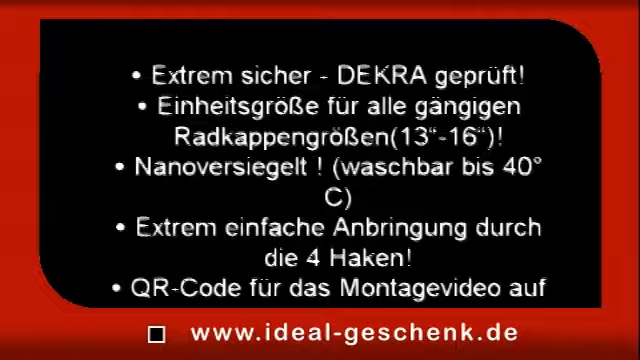 • Extrem sicher - DEKRA geprüft!
• Einheitsgröße für alle gängigen
Radkappengrößen(13“-16“)!
• Nanoversiegelt ! (waschbar bis 40°
C)
• Extrem einfache Anbringung durch
die 4 Haken!
• QR-Code für das Montagevideo auf
www.ideal-geschenk.de